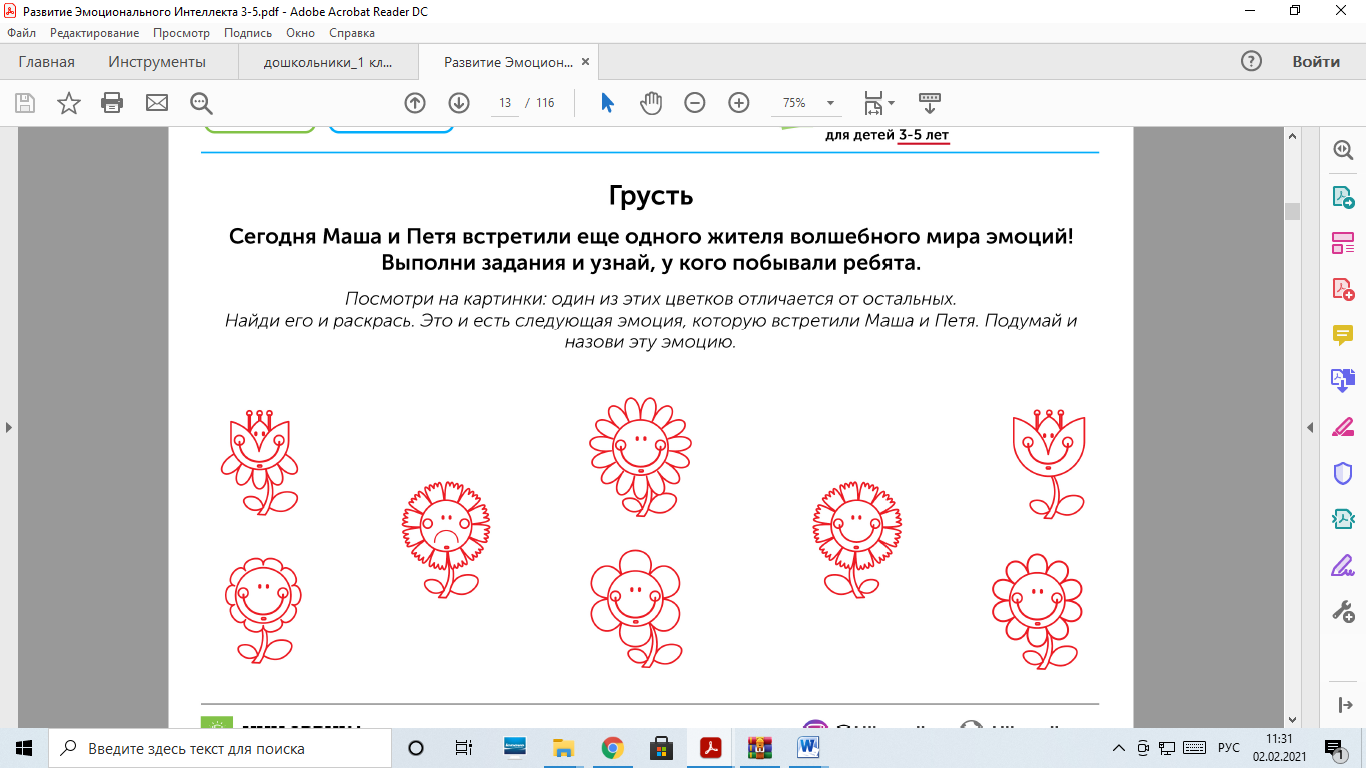 Развитие Эмоционального Интеллекта 3-5.pdf - Adobe Acrobat Reader DC
Файл Редактирование Просмотр Подпись Окно Справка
Главная Инструменты дошкольники_1 кл... Развитие Эмоцион... Войти
13 / 116 75%
для детей 3-5 лет
Грусть
Сегодня Маша и Петя встретили еще одного жителя волшебного мира эмоций!
Выполни задания и узнай, у кого побывали ребята.
Посмотри на картинки: один из этих цветков отличается от остальных.
Найди его и раскрась. Это и есть следующая эмоция, которую встретили Маша и Петя. Подумай и
назови эту эмоцию.
Введите здесь текст для поиска
РУС
11:31
02.02.2021
1